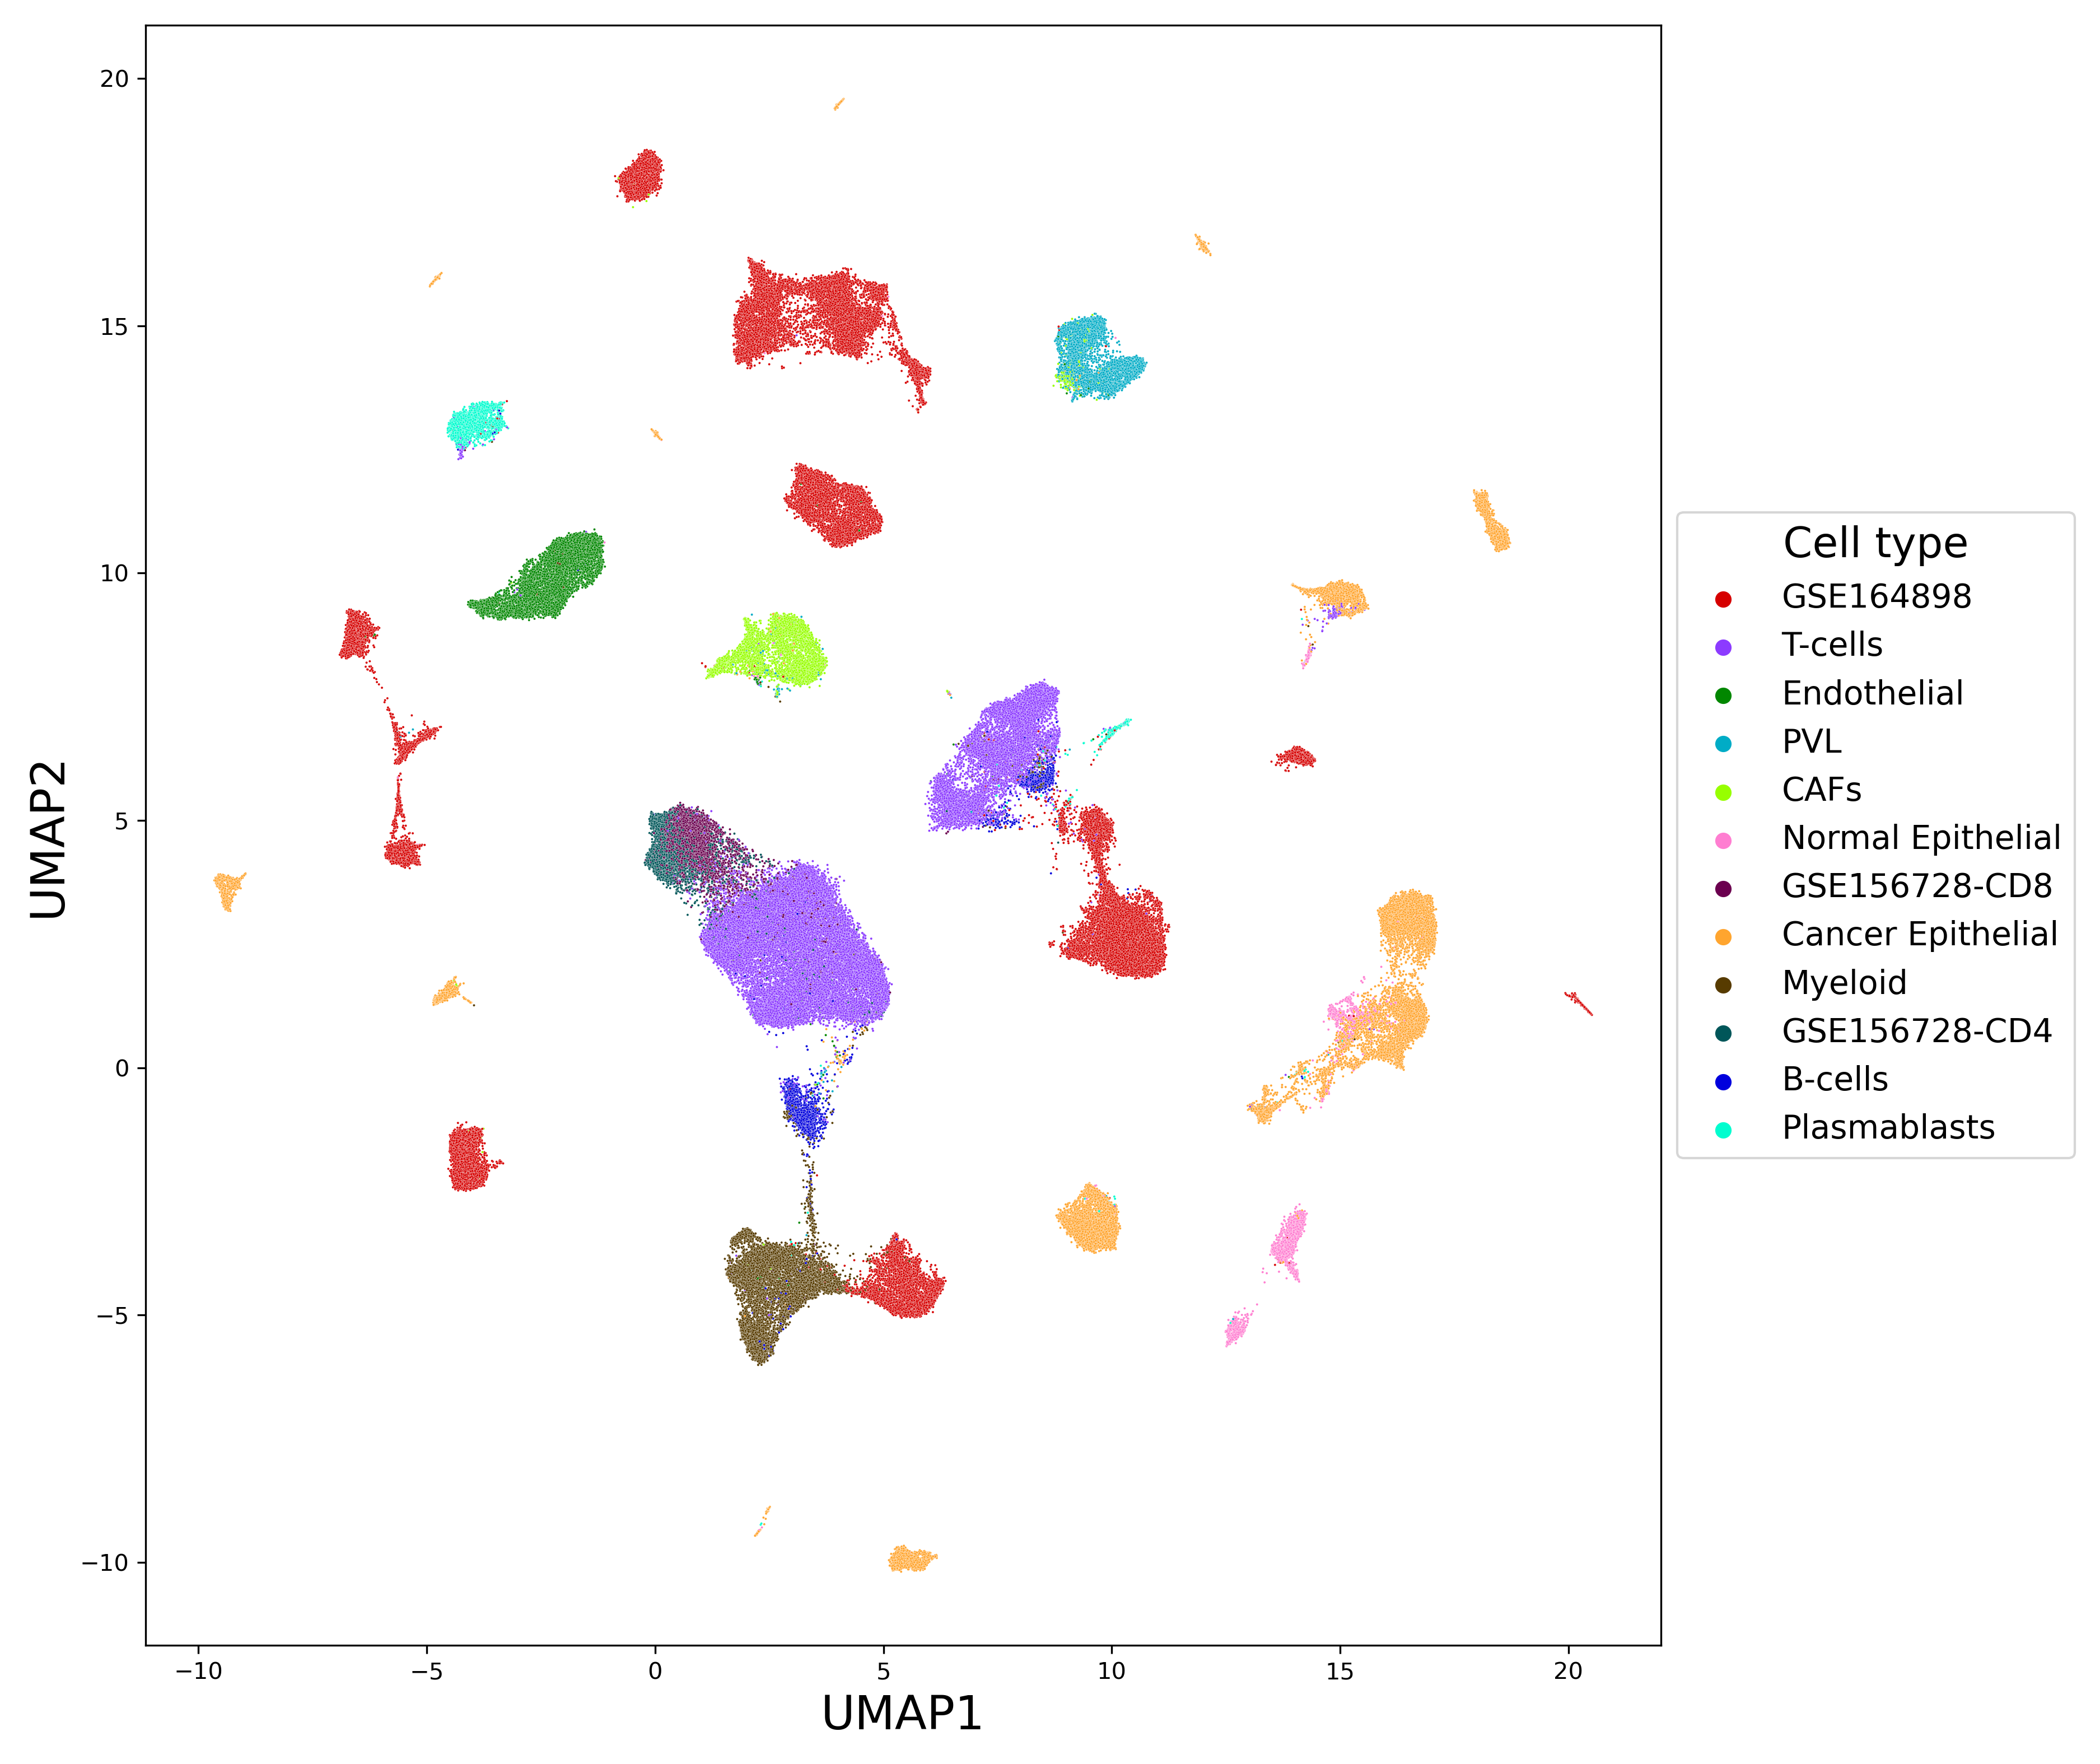 20
15
10
5
0
−5
−10
UMAP2
−10
−5
0
5
10
15
20
UMAP1
Cell type
GSE164898
T-cells
Endothelial
PVL
CAFs
Normal Epithelial
GSE156728-CD8
Cancer Epithelial
Myeloid
GSE156728-CD4
B-cells
Plasmablasts